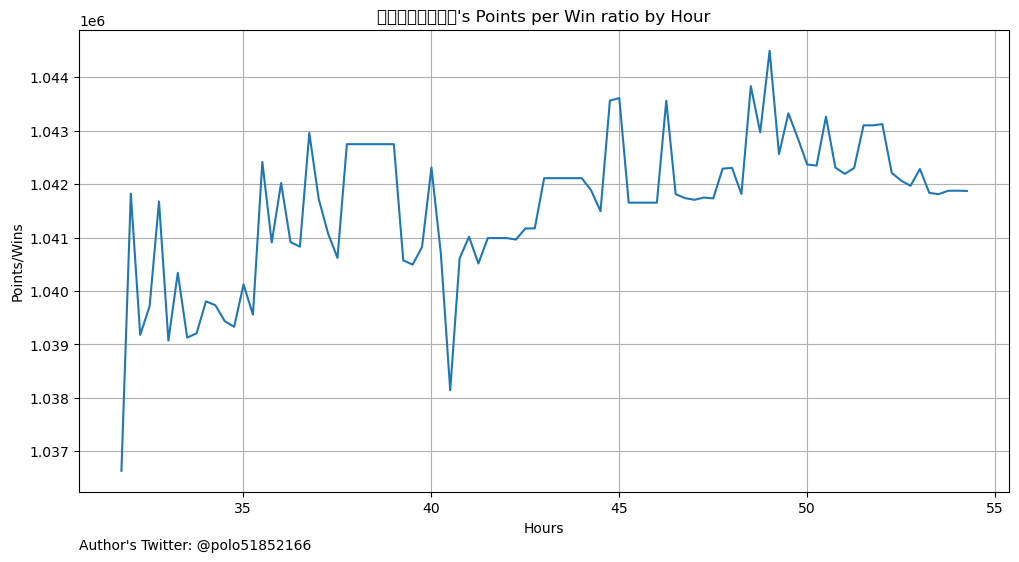 's Points per Win ratio by Hour
1e6
1.044
1.043
1.042
1.041
1.040
1.039
1.038
1.037
Points/Wins
35 40 45 50 55
Hours
Author's Twitter: @polo51852166